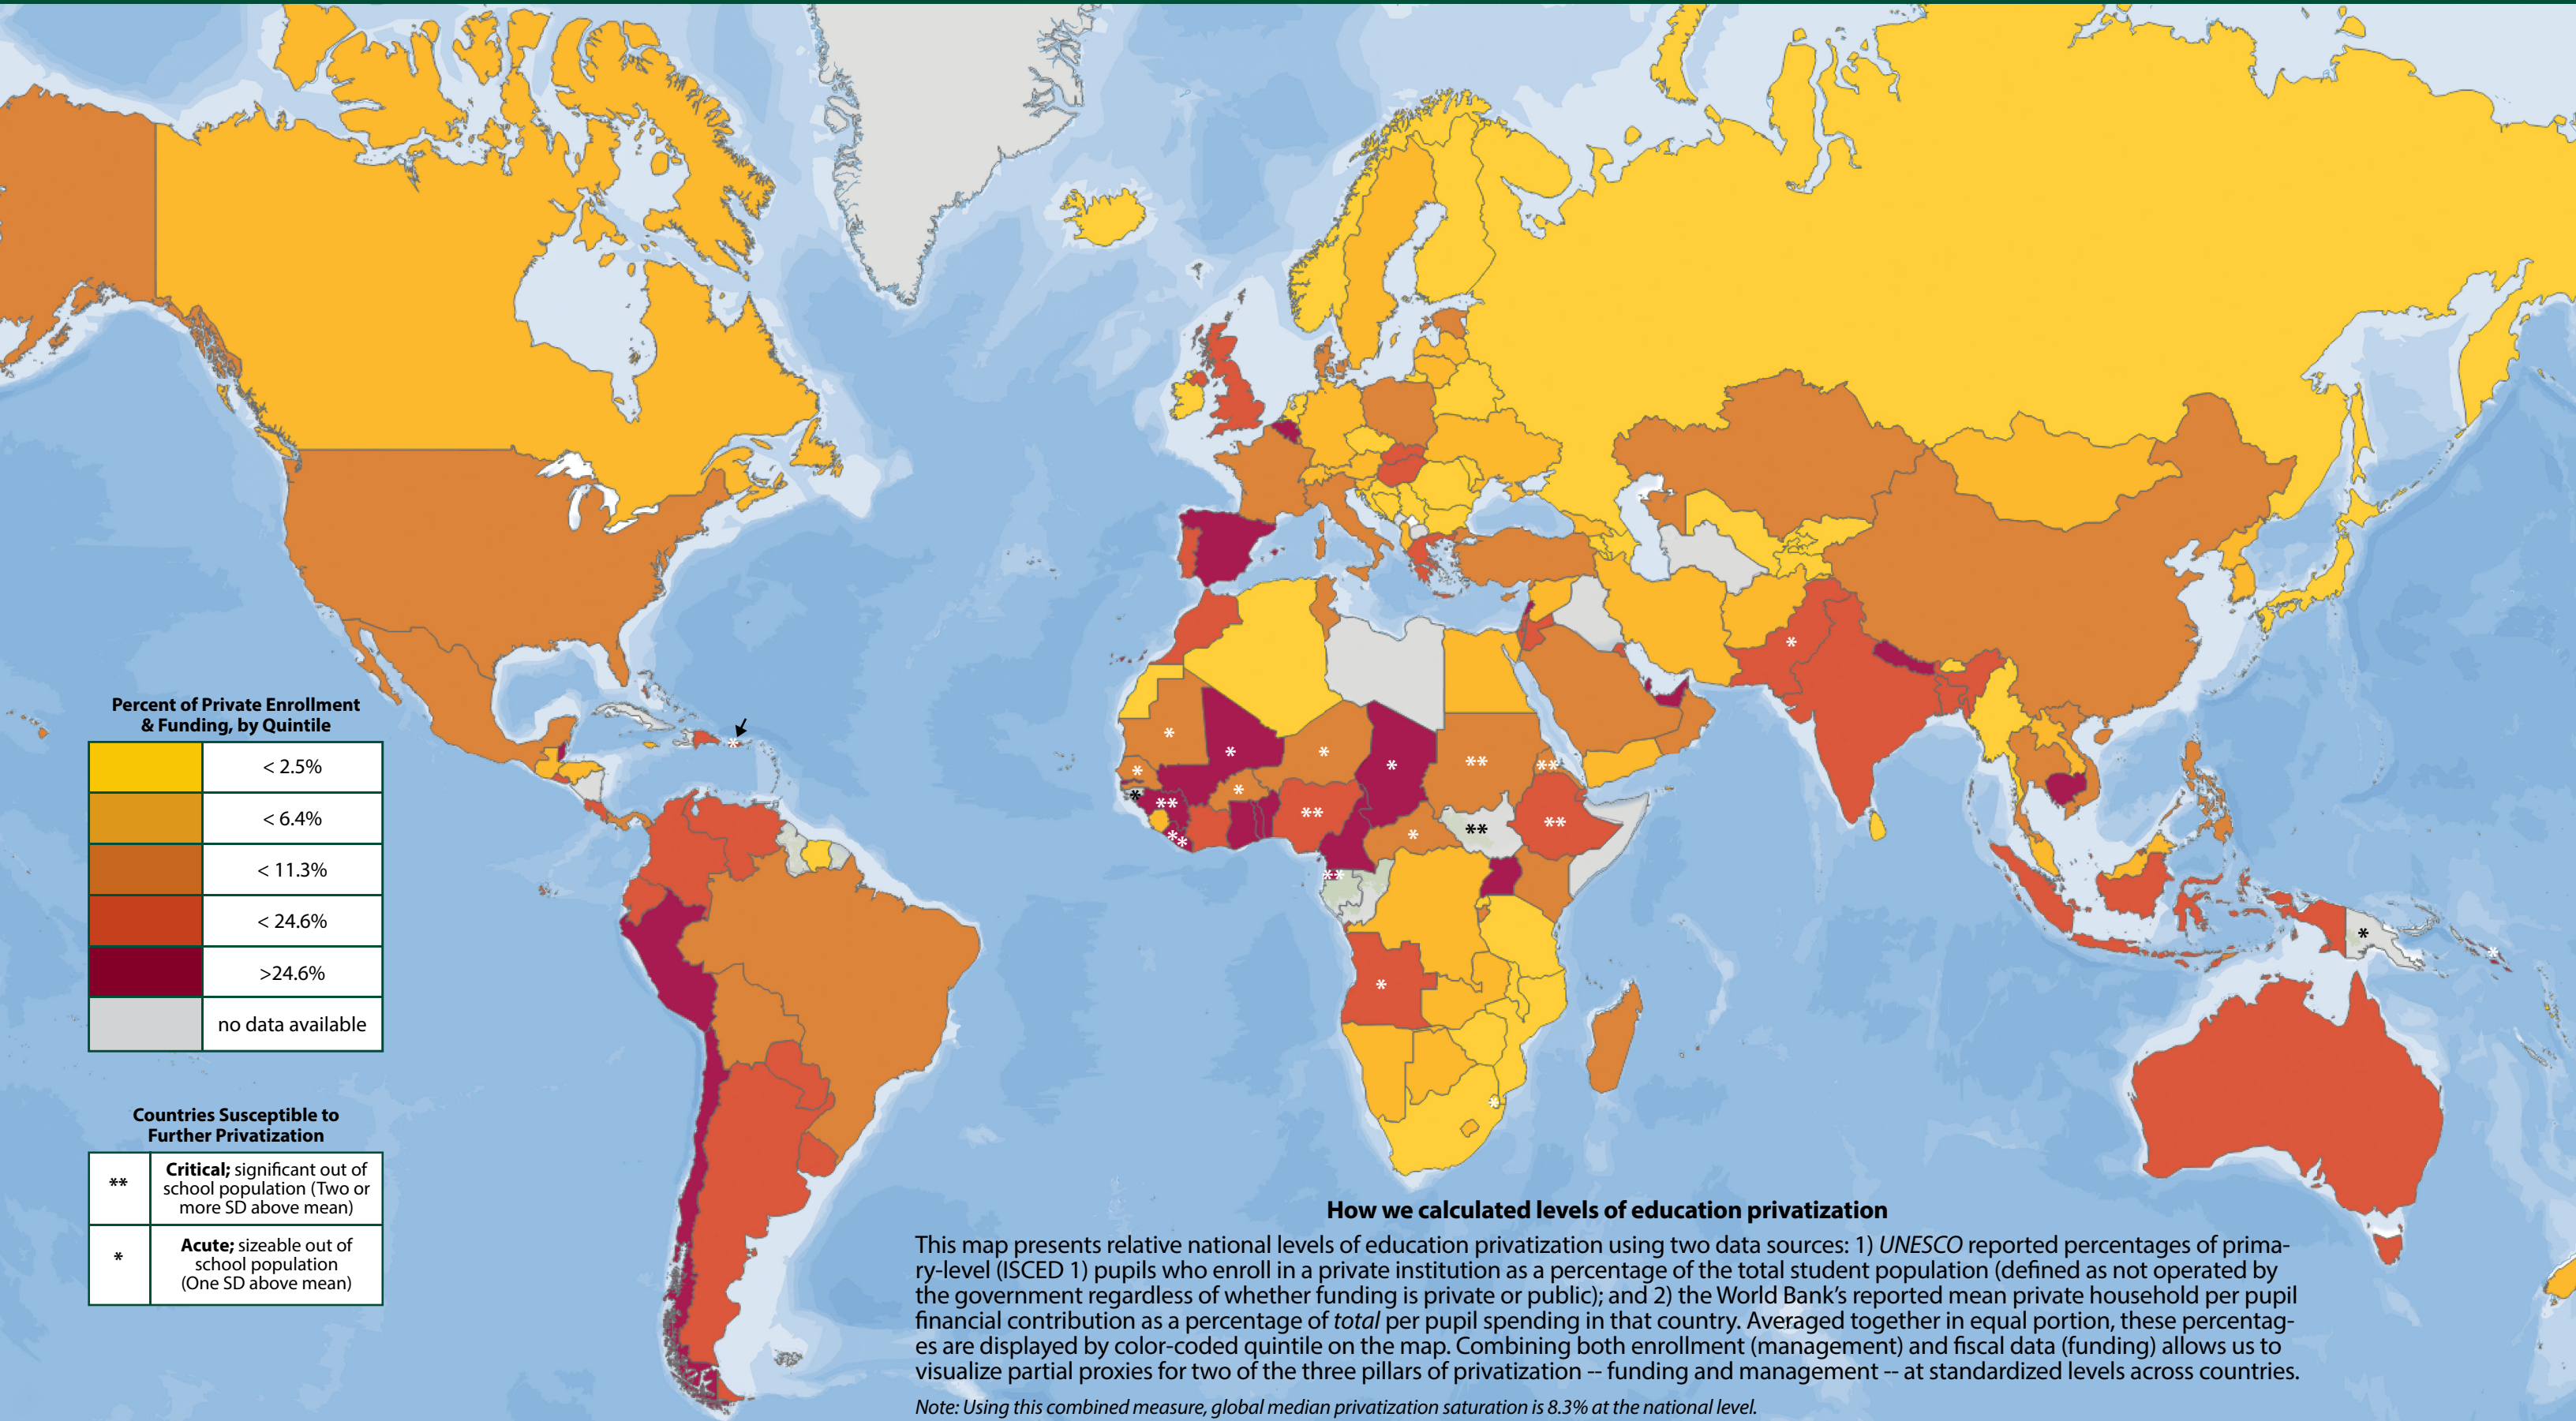 Percent of Private Enrollment
& Funding, by Quintile
< 2.5%
< 6.4%
< 11.3%
< 24.6%
>24.6%
no data available
Countries Susceptible to
Further Privatization
** Critical; significant out of
school population (Two or
more SD above mean)
* Acute; sizeable out of
school population
(One SD above mean)
How we calculated levels of education privatization
This map presents relative national levels of education privatization using two data sources: 1) UNESCO reported percentages of prima-
ry-level (ISCED 1) pupils who enroll in a private institution as a percentage of the total student population (defined as not operated by
the government regardless of whether funding is private or public); and 2) the World Bank's reported mean private household per pupil
financial contribution as a percentage of total per pupil spending in that country. Averaged together in equal portion, these percentag-
es are displayed by color-coded quintile on the map. Combining both enrollment (management) and fiscal data (funding) allows us to
visualize partial proxies for two of the three pillars of privatization -- funding and management -- at standardized levels across countries.
Note: Using this combined measure, global median privatization saturation is 8.3% at the national level.